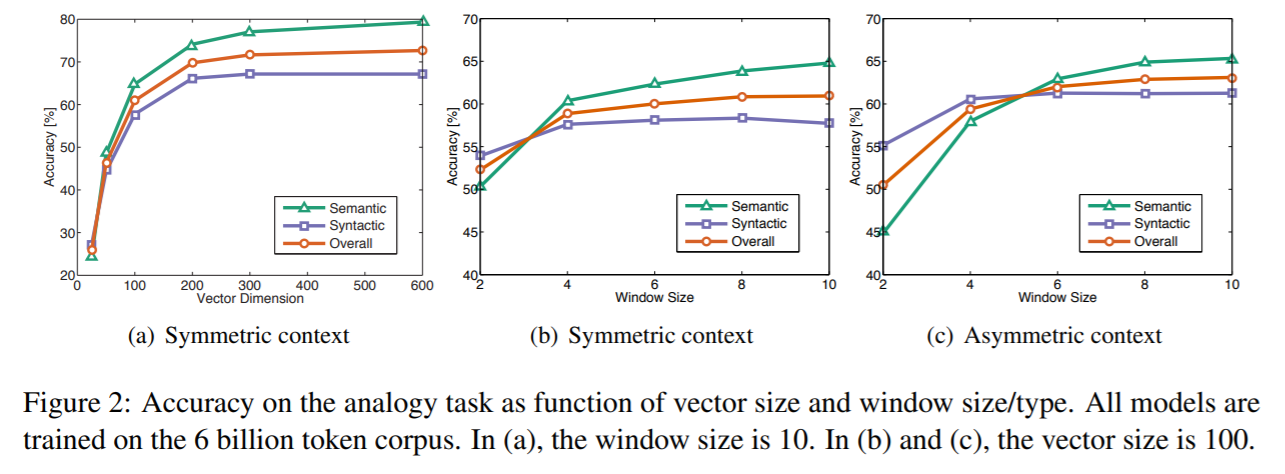 80
70
60
50
40
30
20
Accuracy [%]
0 100 200 300 400 500 600
Vector Dimension
Semantic
Syntactic
Overall
(a) Symmetric context
70
65
60
55
50
45
40
Accuracy [%]
2 4 6 8 10
Window Size
Semantic
Syntactic
Overall
(b) Symmetric context
70
65
60
55
50
45
40
Accuracy [%]
2 4 6 8 10
Window Size
Semantic
Syntactic
Overall
(c) Asymmetric context
Figure 2: Accuracy on the analogy task as function of vector size and window size/type. All models are
trained on the 6 billion token corpus. In (a), the window size is 10. In (b) and (c), the vector size is 100.